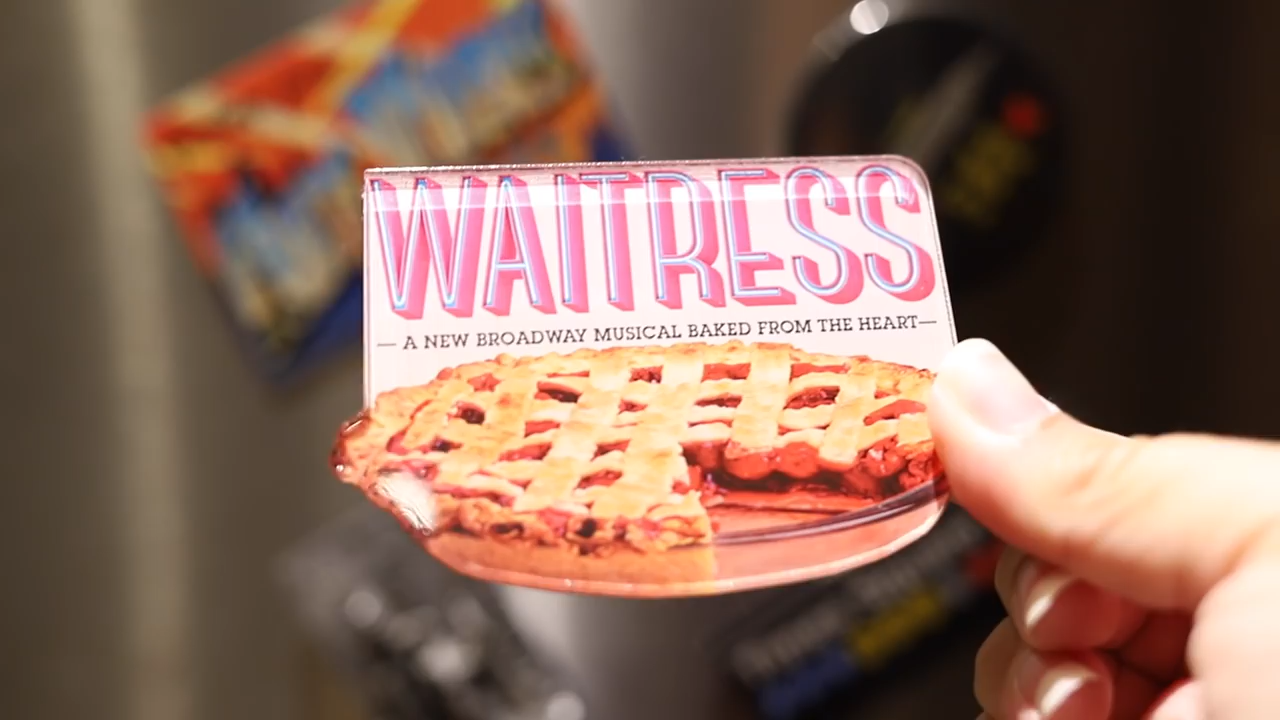 WAITRESS
— A NEW BROADWAY MUSICAL BAKED FROM THE HEART—